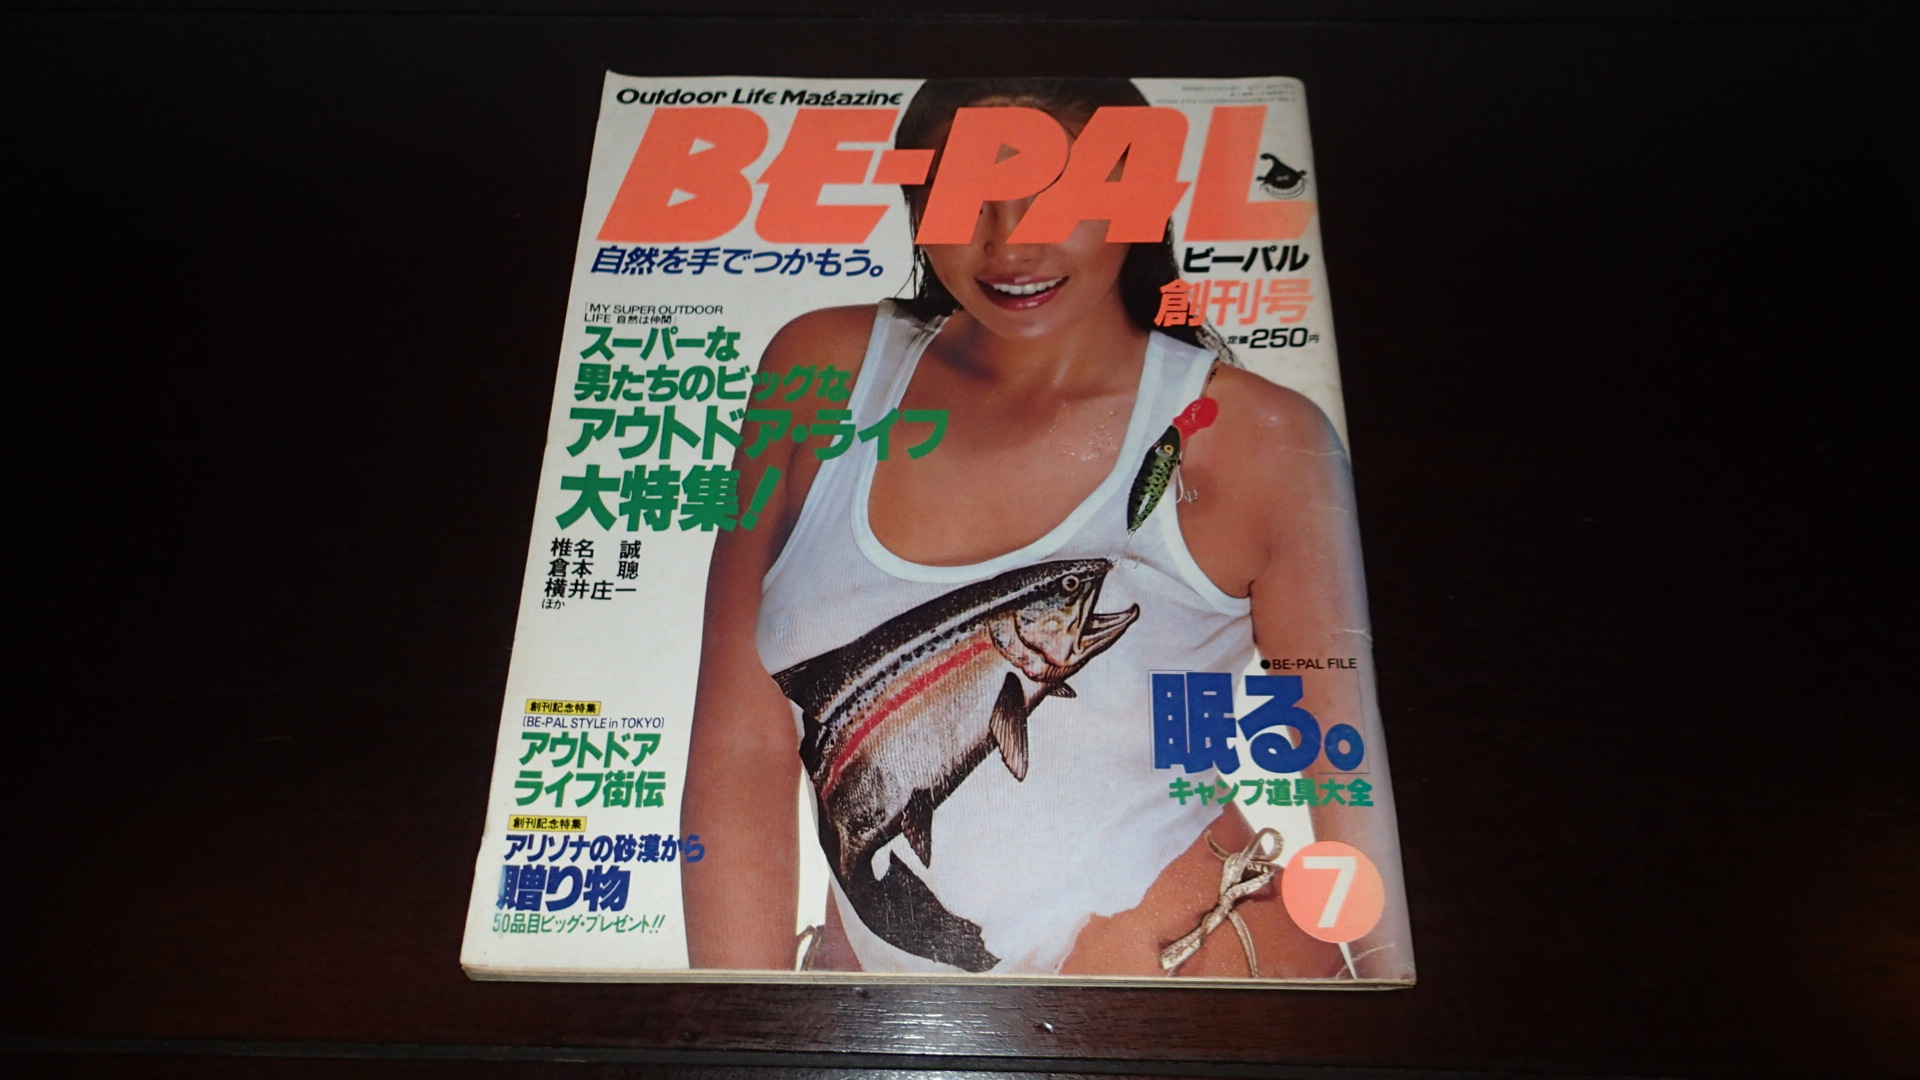 Outdoor Life Magazine
BE-PAL
自然を手でつかもう。
ビーパル
創刊号
定価250円
「MY SUPER OUTDOOR
LIFE 自然は仲間」
スーパーな
男たちのビッグな
アウトドア・ライフ
大特集!
椎名 誠
倉本 聰
横井庄一
ほか
●BE-PAL FILE
「眠る。」
キャンプ道具大全
創刊記念特集
(BE-PAL STYLE in TOKYO)
アウトドア
ライフ街伝
創刊記念特集
アリゾナの砂漠から
贈り物
50品目ビッグ・プレゼント!!
7